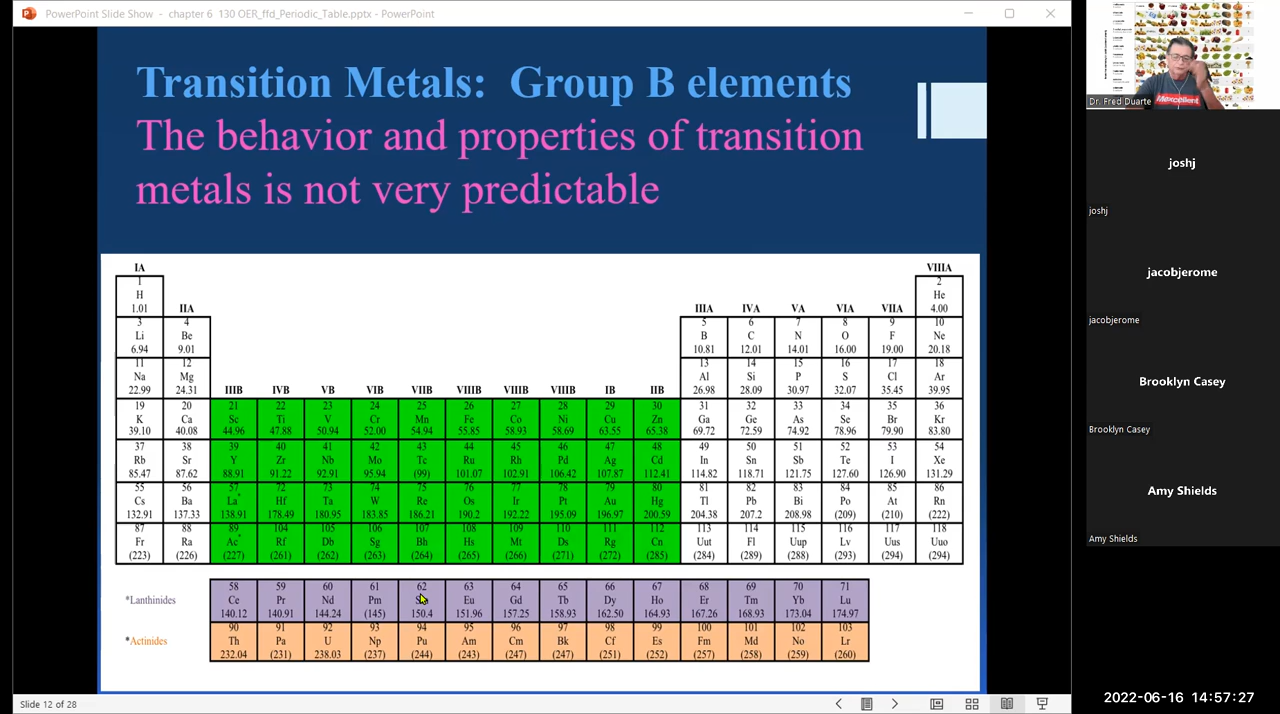 PowerPoint Slide Show - chapter 6 130 OER_ffd_Periodic_Table.pptx - PowerPoint
Transition Metals: Group B elements
The behavior and properties of transition
metals is not very predictable
IA VIIIA
1 2
H He
1.01 IIA IIIA IVA VA VIA VIIA 4.00
3 4 5 6 7 8 9 10
Li Be B C N O F Ne
6.94 9.01 10.81 12.01 14.01 16.00 19.00 20.18
11 12 13 14 15 16 17 18
Na Mg Al Si P S Cl Ar
22.99 24.31 IIIB IVB VB VIB VIIB VIIIB VIIIB VIIIB IB IIB 26.98 28.09 30.97 32.07 35.45 39.95
19 20 21 22 23 24 25 26 27 28 29 30 31 32 33 34 35 36
K Ca Sc Ti V Cr Mn Fe Co Ni Cu Zn Ga Ge As Se Br Kr
39.10 40.08 44.96 47.88 50.94 52.00 54.94 55.85 58.93 58.69 63.55 65.38 69.72 72.59 74.92 78.96 79.90 83.80
37 38 39 40 41 42 43 44 45 46 47 48 49 50 51 52 53 54
Rb Sr Y Zr Nb Mo Tc Ru Rh Pd Ag Cd In Sn Sb Te I Xe
85.47 87.62 88.91 91.22 92.91 95.94 (99) 101.07 102.91 106.42 107.87 112.41 114.82 118.71 121.75 127.60 126.90 131.29
55 56 57 72 73 74 75 76 77 78 79 80 81 82 83 84 85 86
Cs Ba La* Hf Ta W Re Os Ir Pt Au Hg Tl Pb Bi Po At Rn
132.91 137.33 138.91 178.49 180.95 183.85 186.21 190.2 192.22 195.09 196.97 200.59 204.38 207.2 208.98 (209) (210) (222)
87 88 89 104 105 106 107 108 109 110 111 112 113 114 115 116 117 118
Fr Ra Ac* Rf Db Sg Bh Hs Mt Ds Rg Cn Uut Fl Uup Lv Uus Uuo
(223) (226) (227) (261) (262) (263) (264) (265) (266) (271) (272) (285) (284) (289) (288) (293) (294) (294)
58 59 60 61 62 63 64 65 66 67 68 69 70 71
*Lanthinides Ce Pr Nd Pm Eu Gd Tb Dy Ho Er Tm Yb Lu
140.12 140.91 144.24 (145) 150.4 151.96 157.25 158.93 162.50 164.93 167.26 168.93 173.04 174.97
90 91 92 93 94 95 96 97 98 99 100 101 102 103
*Actinides Th Pa U Np Pu Am Cm Bk Cf Es Fm Md No Lr
232.04 (231) 238.03 (237) (244) (243) (247) (247) (251) (252) (257) (258) (259) (260)
Slide 12 of 28
Mexcellent
Dr. Fred Duarte
joshj
joshj
jacobjerome
jacobjerome
Brooklyn Casey
Brooklyn Casey
Amy Shields
Amy Shields
2022-06-16 14:57:27